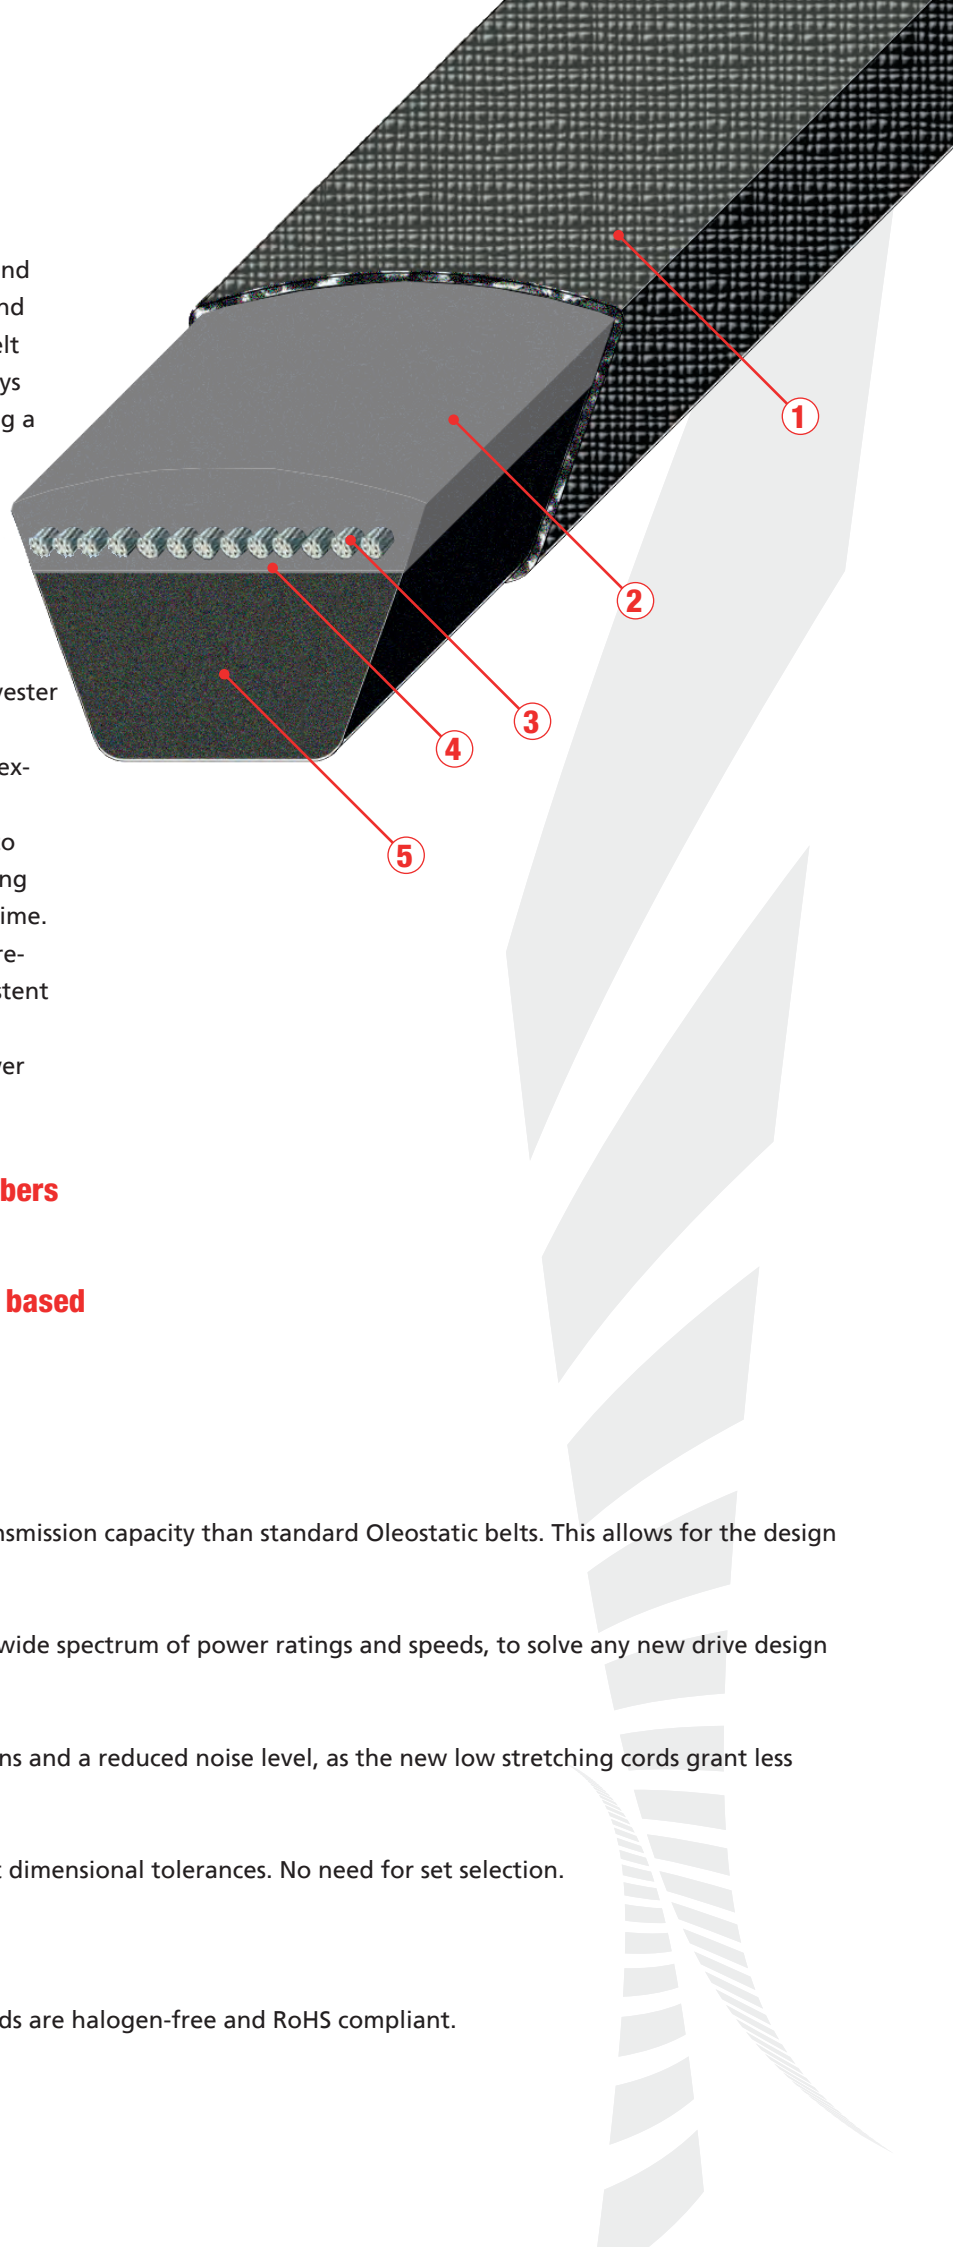 nd
nd
elt
ys
g a
1
2
3
4
5
yester
ex-
o
ng
ime.
re-
stent
ver
bers
based
nsmission capacity than standard Oleostatic belts. This allows for the design
wide spectrum of power ratings and speeds, to solve any new drive design
ns and a reduced noise level, as the new low stretching cords grant less
t dimensional tolerances. No need for set selection.
ds are halogen-free and RoHS compliant.